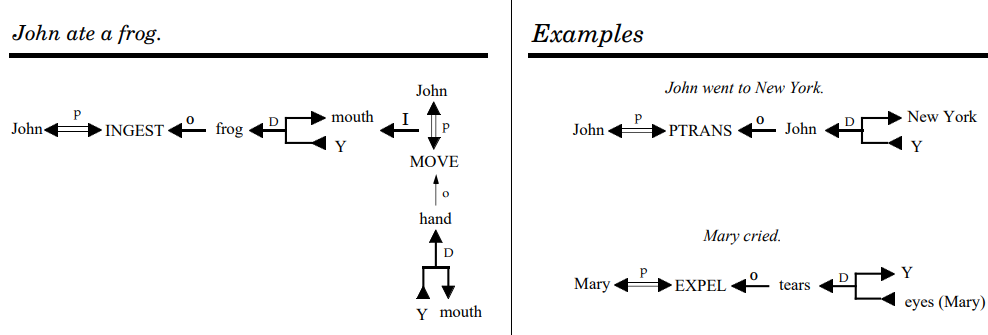 John ate a frog.
John
p
John INGEST o frog D mouth I p
Y
MOVE
o
hand
D
Y mouth
Examples
John went to New York.
John p PTRANS o John D New York
Y
Mary cried.
Mary p EXPEL o tears D Y
eyes (Mary)